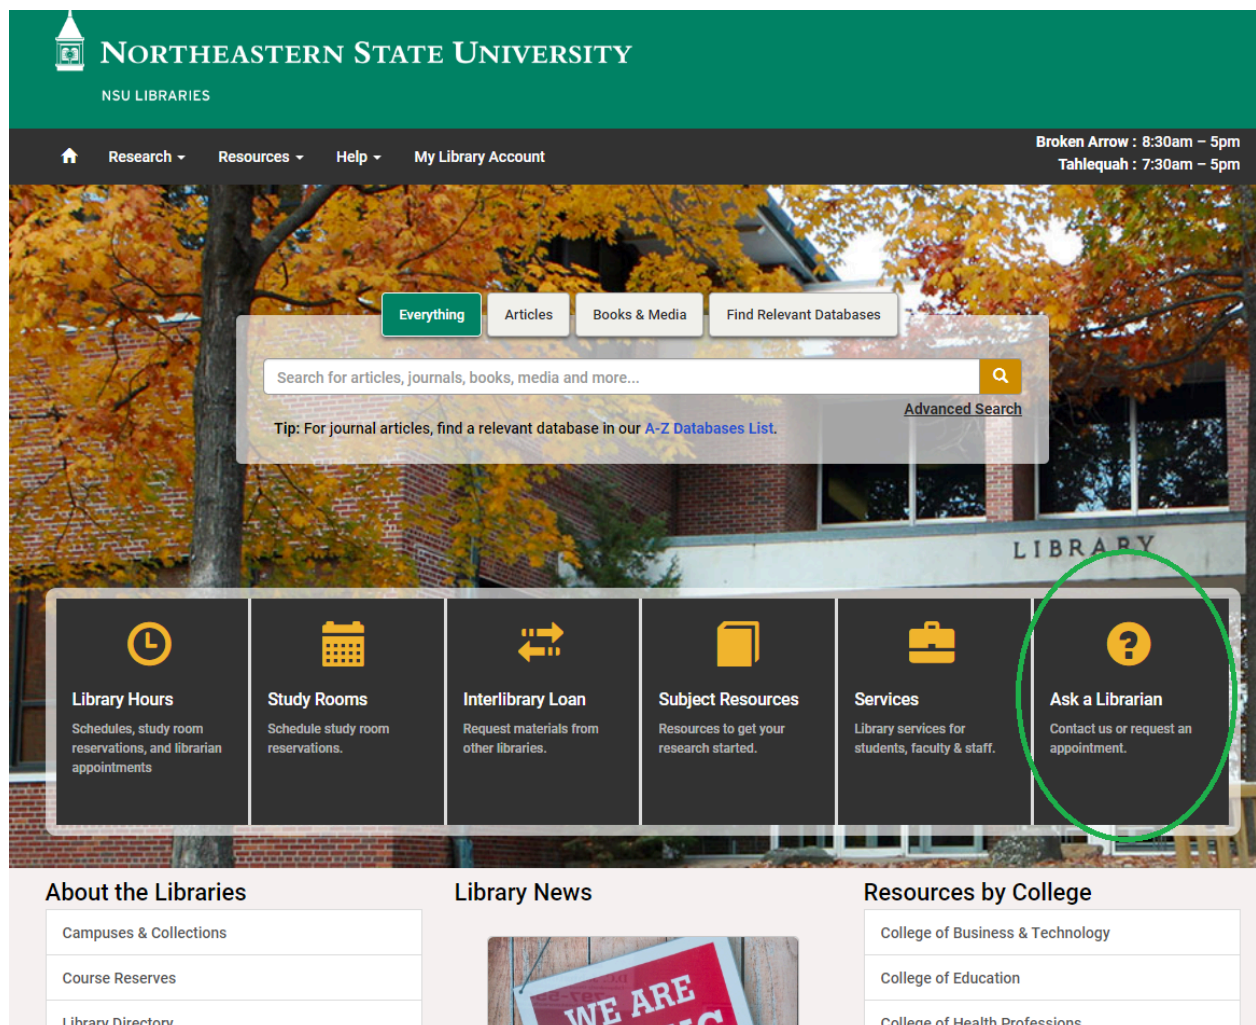 NORTHEASTERN STATE UNIVERSITY
NSU LIBRARIES
Research
Resources
Help
My Library Account
Broken Arrow : 8:30am – 5pm
Tahlequah : 7:30am – 5pm
Everything
Articles
Books & Media
Find Relevant Databases
Search for articles, journals, books, media and more...
Advanced Search
Tip: For journal articles, find a relevant database in our A-Z Databases List.
LIBRARY
Library Hours
Schedules, study room
reservations, and librarian
appointments
Study Rooms
Schedule study room
reservations.
Interlibrary Loan
Request materials from
other libraries.
Subject Resources
Resources to get your
research started.
Services
Library services for
students, faculty & staff.
Ask a Librarian
Contact us or request an
appointment.
About the Libraries
Campuses & Collections
Course Reserves
Library Directory
Library News
WE ARE
Resources by College
College of Business & Technology
College of Education
College of Health Professions